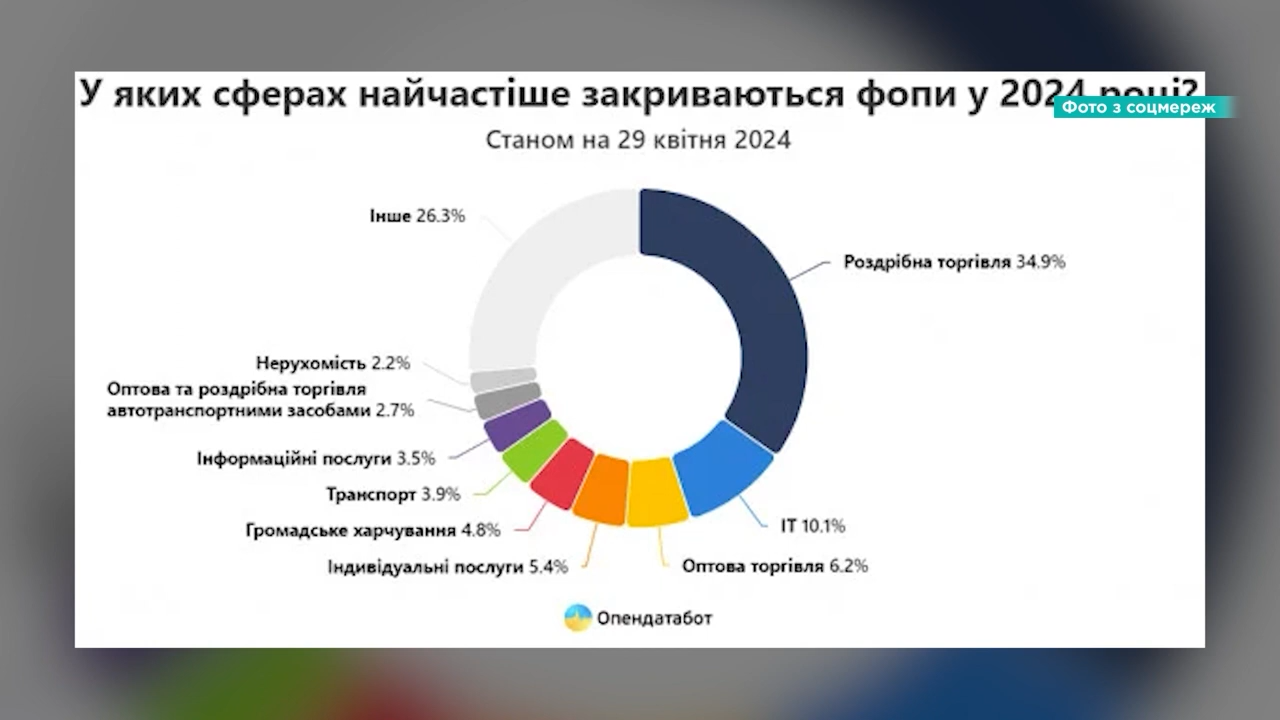 У яких сферах найчастіше закриваються фопи у 2024 році?
Фото з соцмереж
Станом на 29 квітня 2024
Інше 26.3%
Роздрібна торгівля 34.9%
Нерухомість 2.2%
Оптова та роздрібна торгівля
автотранспортними засобами 2.7%
Інформаційні послуги 3.5%
Транспорт 3.9%
Громадське харчування 4.8%
Індивідуальні послуги 5.4%
ІТ 10.1%
Оптова торгівля 6.2%
Опендатабот